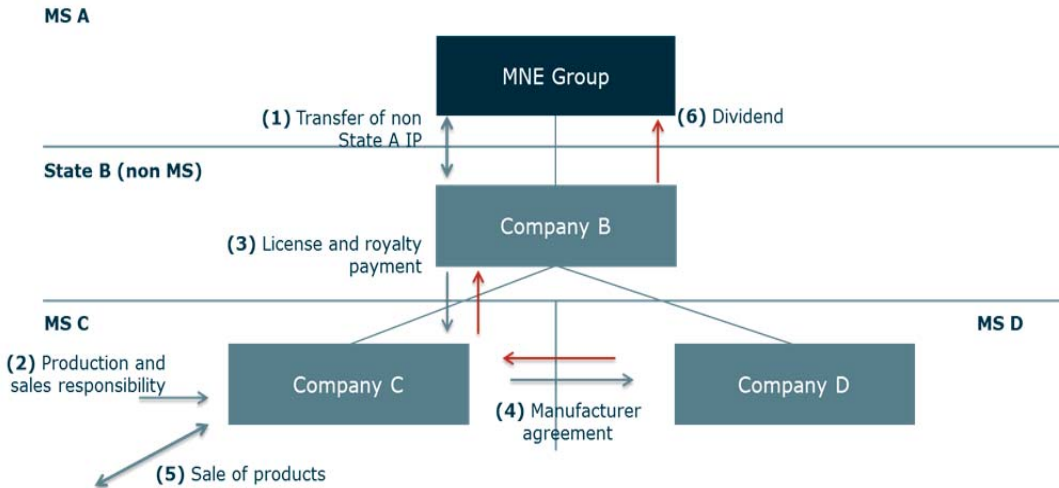 MS A
MNE Group
(1) Transfer of non
State A IP
(6) Dividend
State B (non MS)
Company B
(3) License and royalty
payment
MS C
MS D
(2) Production and
sales responsibility
Company C
Company D
(4) Manufacturer
agreement
(5) Sale of products